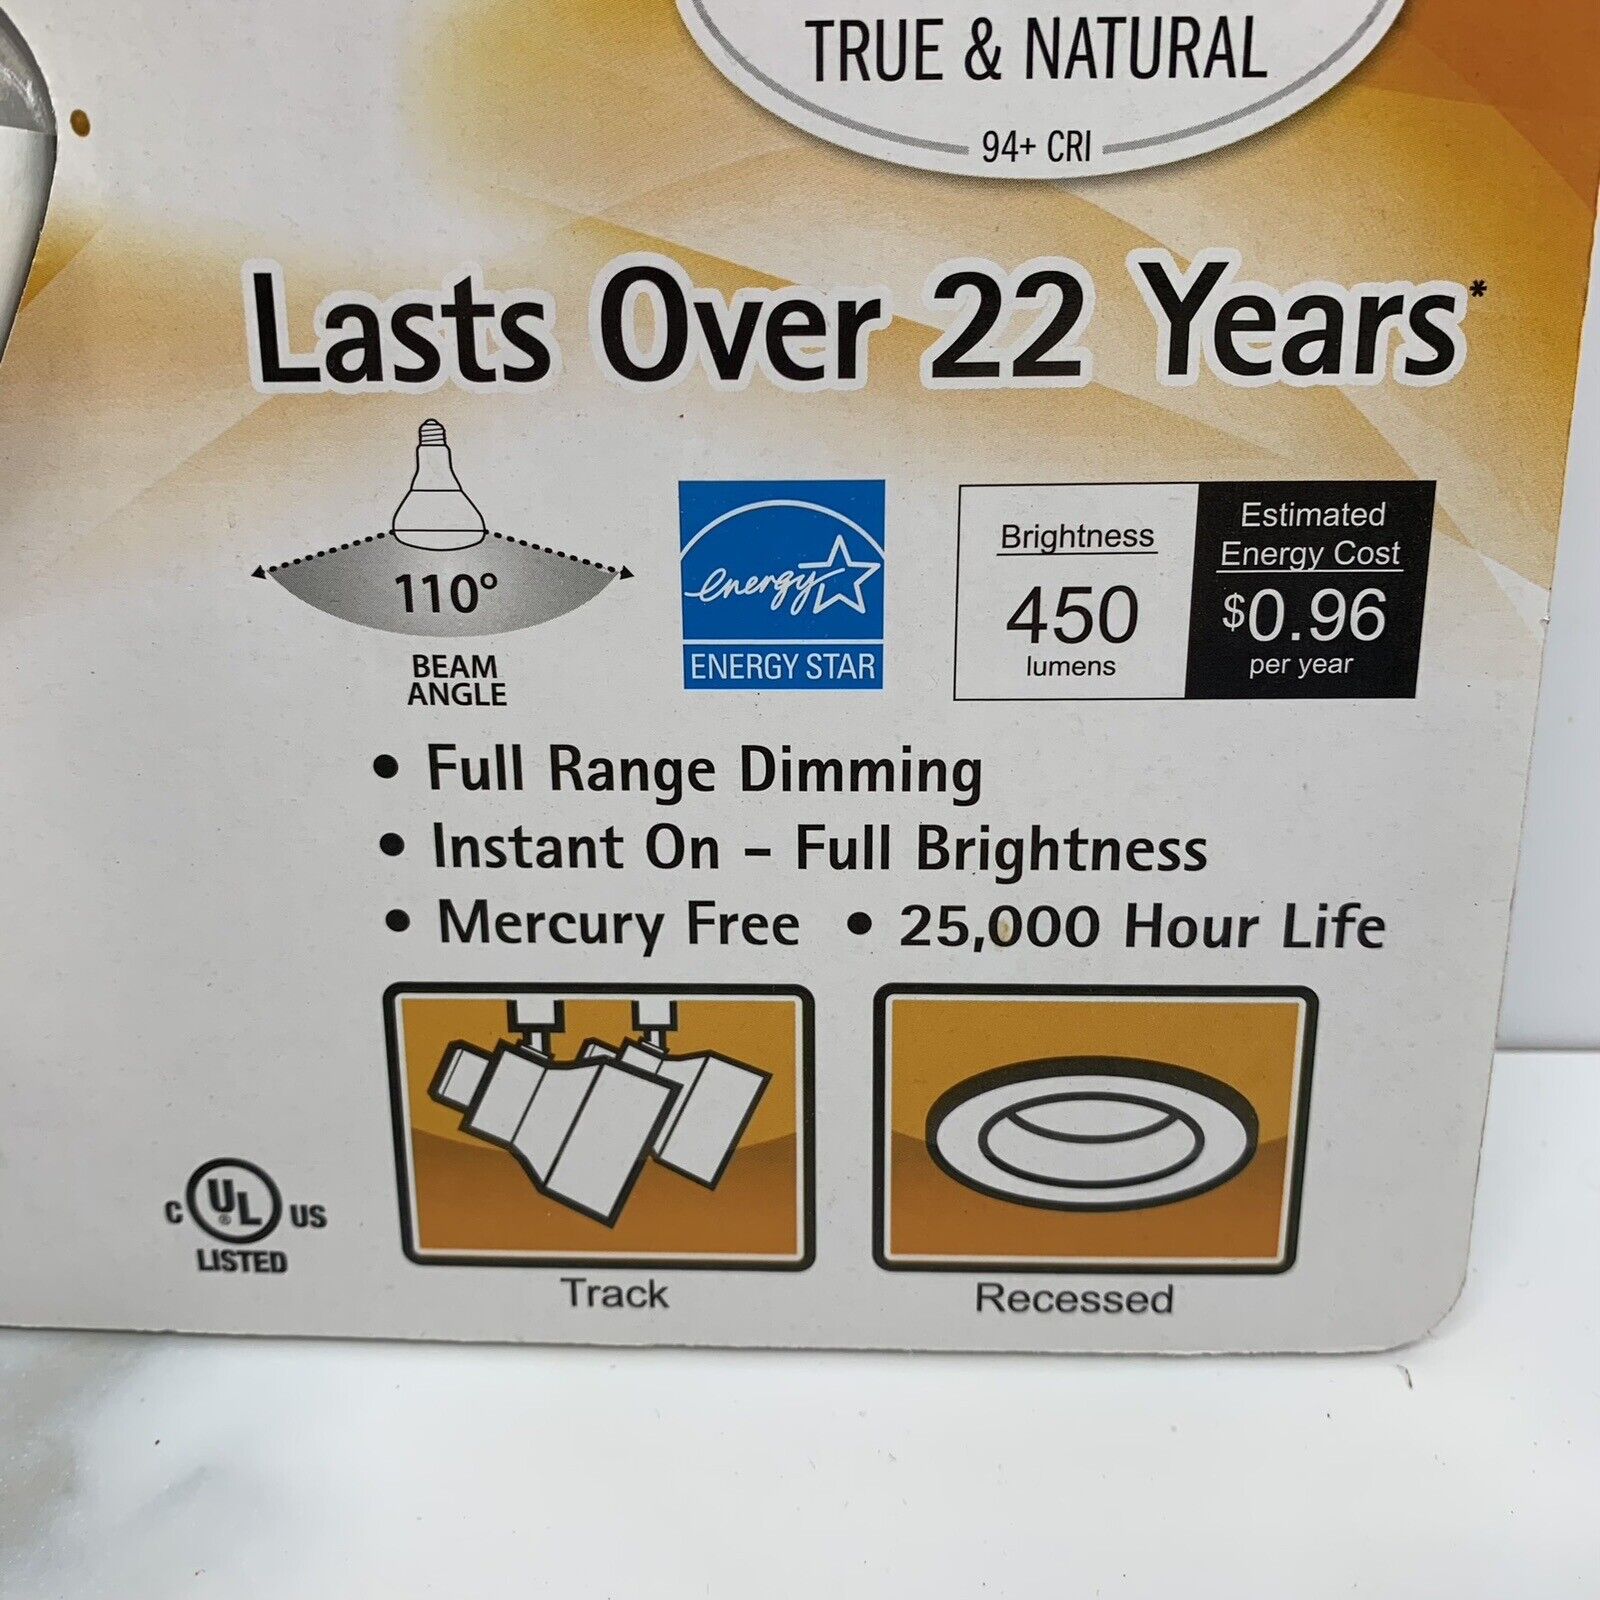 TRUE & NATURAL
94+ CRI
Lasts Over 22 Years*
110°
BEAM
ANGLE
energy
ENERGY STAR
Brightness
450
lumens
Estimated
Energy Cost
$0.96
per year
• Full Range Dimming
• Instant On – Full Brightness
• Mercury Free • 25,000 Hour Life
C UL® US
LISTED
Track
Recessed